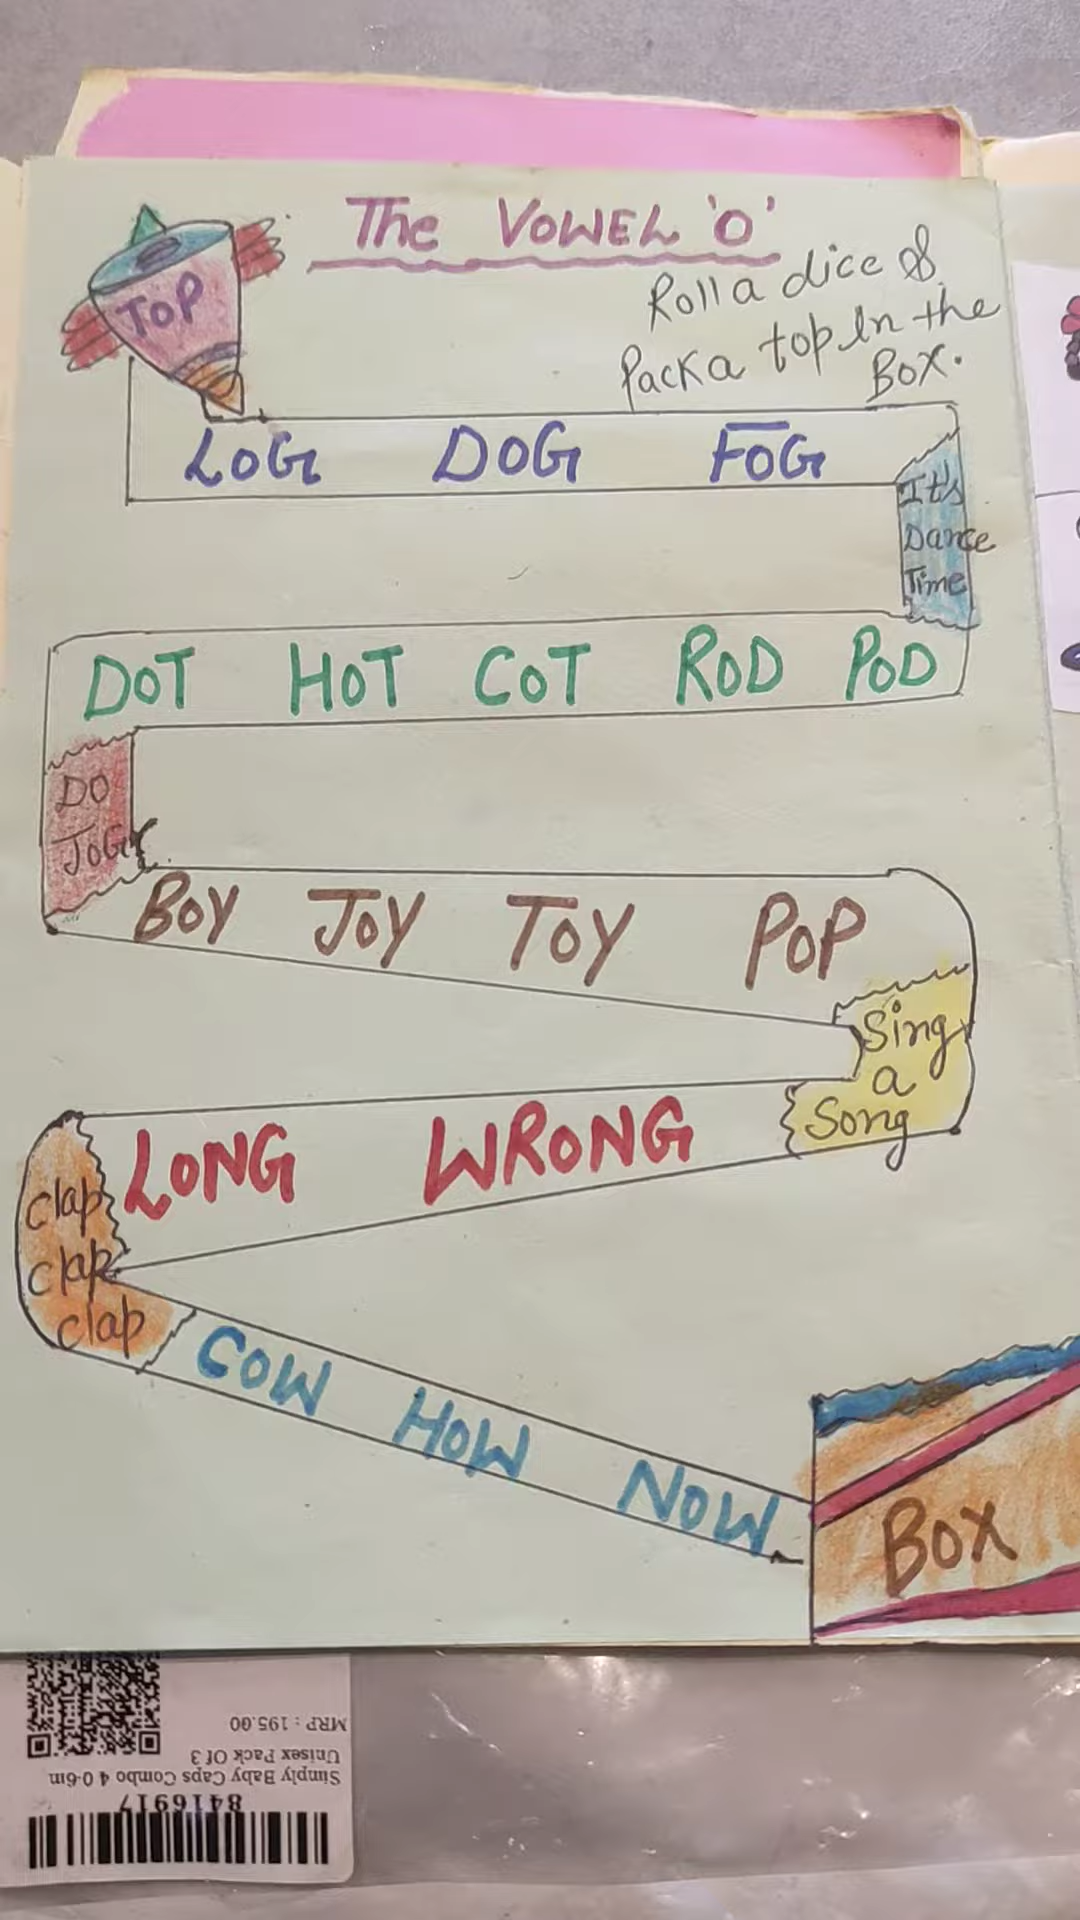 The VOWEL 'O'
Roll a dice &
Pack a top In the
Box.
TOP
LOG DOG FOG
It's
Dance
Time
DOT HOT COT ROD POD
DO
JOG
BOY JOY TOY POP
Sing
a
Song
LONG WRONG
clap
clap
clap
COW HOW NOW
BOX
MRP : 195.00
Unisex Pack Of 3
Simply Baby Caps Combo 4 0-6m
8416917